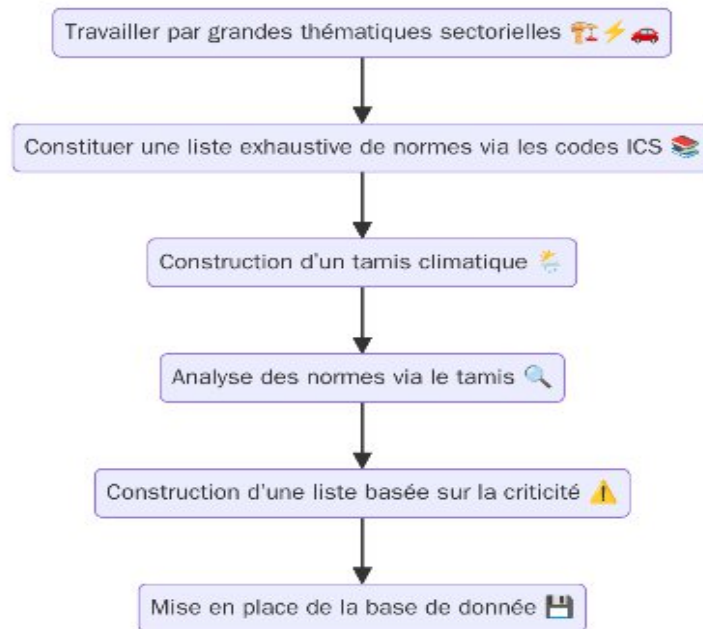 Travailler par grandes thématiques sectorielles 🏗️⚡🚗
Constituer une liste exhaustive de normes via les codes ICS 📚
Construction d'un tamis climatique 🌦️
Analyse des normes via le tamis 🔍
Construction d'une liste basée sur la criticité ⚠️
Mise en place de la base de donnée 💾